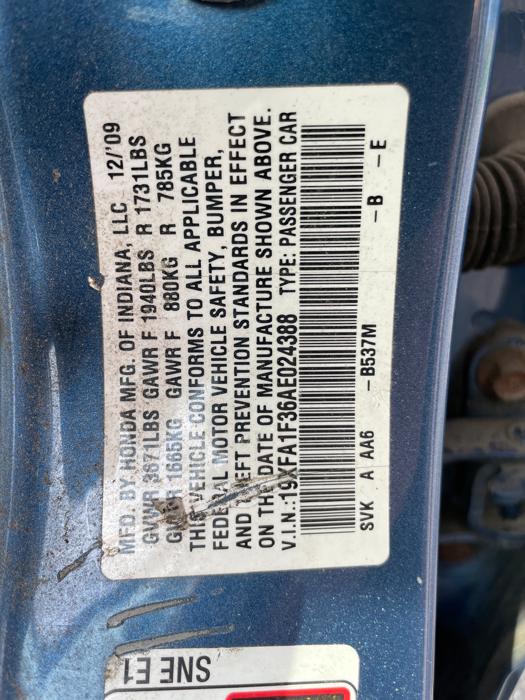 MFD. BY HONDA MFG. OF INDIANA, LLC 12/'09
GVWR 3671LBS GAWR F 1940LBS R 1731LBS
GVWR 1665KG GAWR F 880KG R 785KG
THIS VEHICLE CONFORMS TO ALL APPLICABLE
FEDERAL MOTOR VEHICLE SAFETY, BUMPER,
AND THEFT PREVENTION STANDARDS IN EFFECT
ON THE DATE OF MANUFACTURE SHOWN ABOVE.
V.I.N.:19XFA1F36AE024388 TYPE: PASSENGER CAR
SVK A AA6 -B537M -B -E
SNE E1